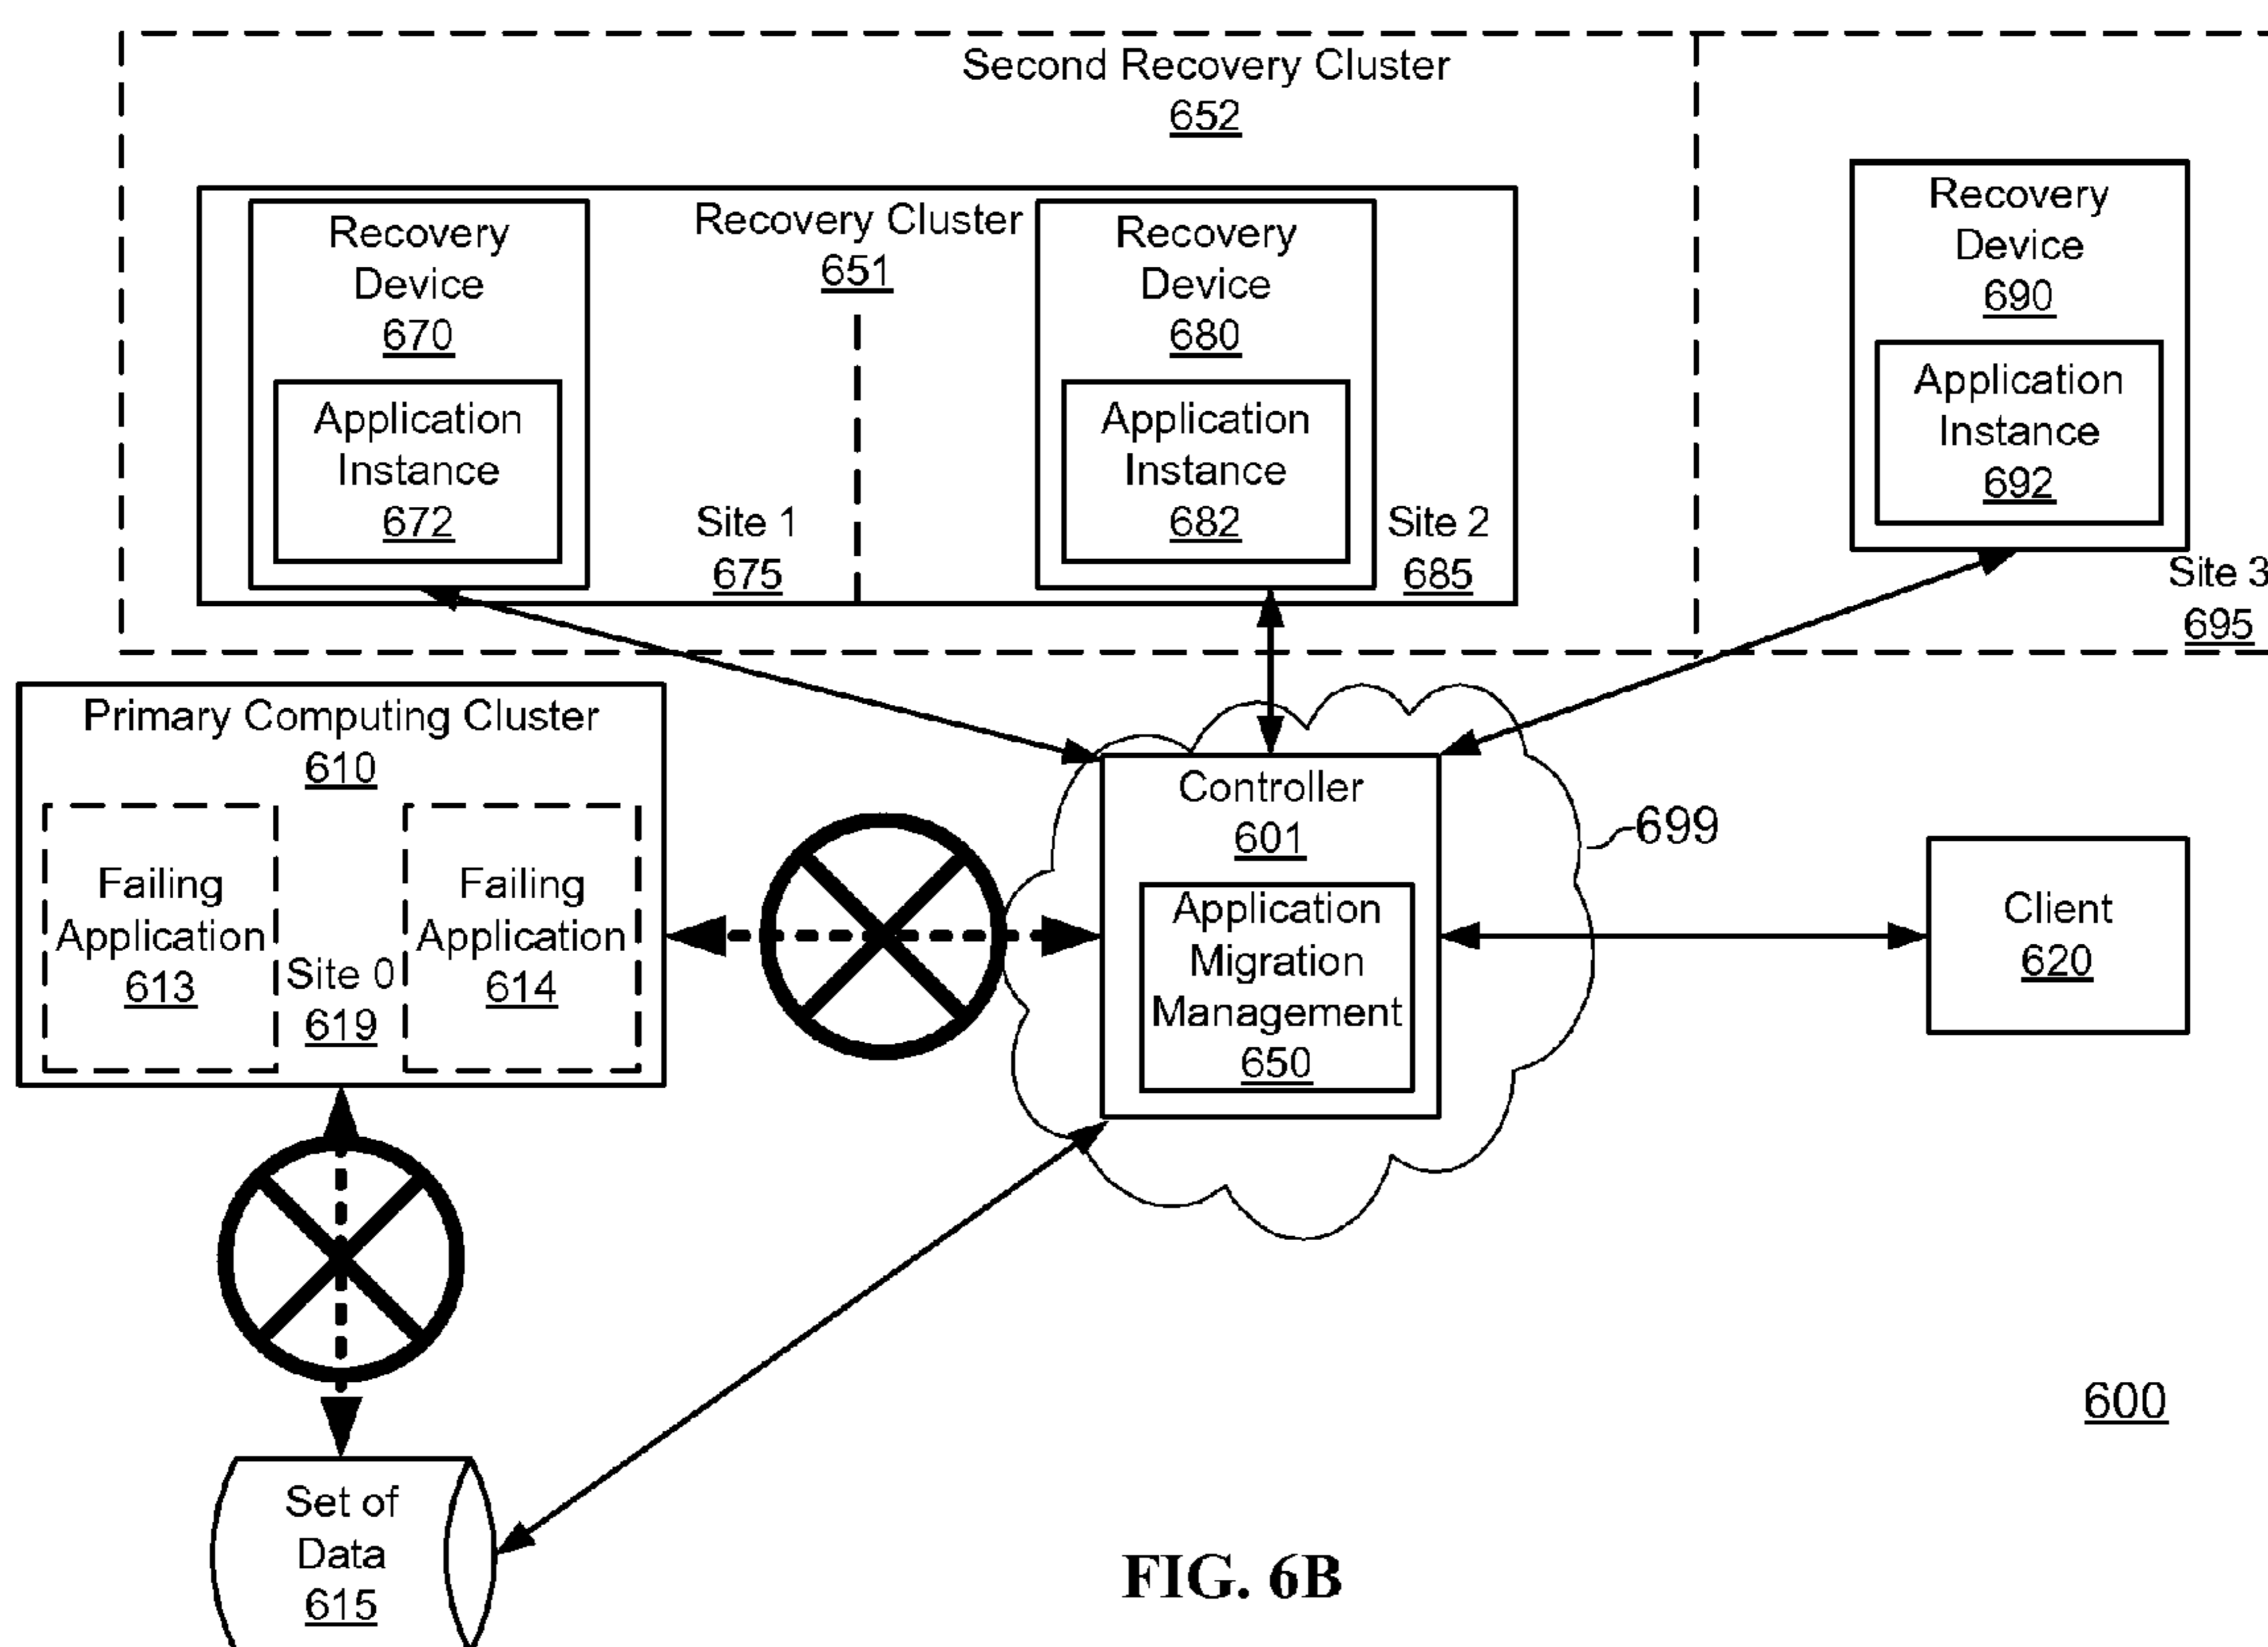 Second Recovery Cluster
652
Recovery Cluster
651
Recovery
Device
670
Application
Instance
672
Site 1
675
Recovery
Device
680
Application
Instance
682
Site 2
685
Recovery
Device
690
Application
Instance
692
Site 3
695
Primary Computing Cluster
610
Failing
Application
613
Site 0
619
Failing
Application
614
Controller
601
Application
Migration
Management
650
699
Client
620
600
Set of
Data
615
FIG. 6B